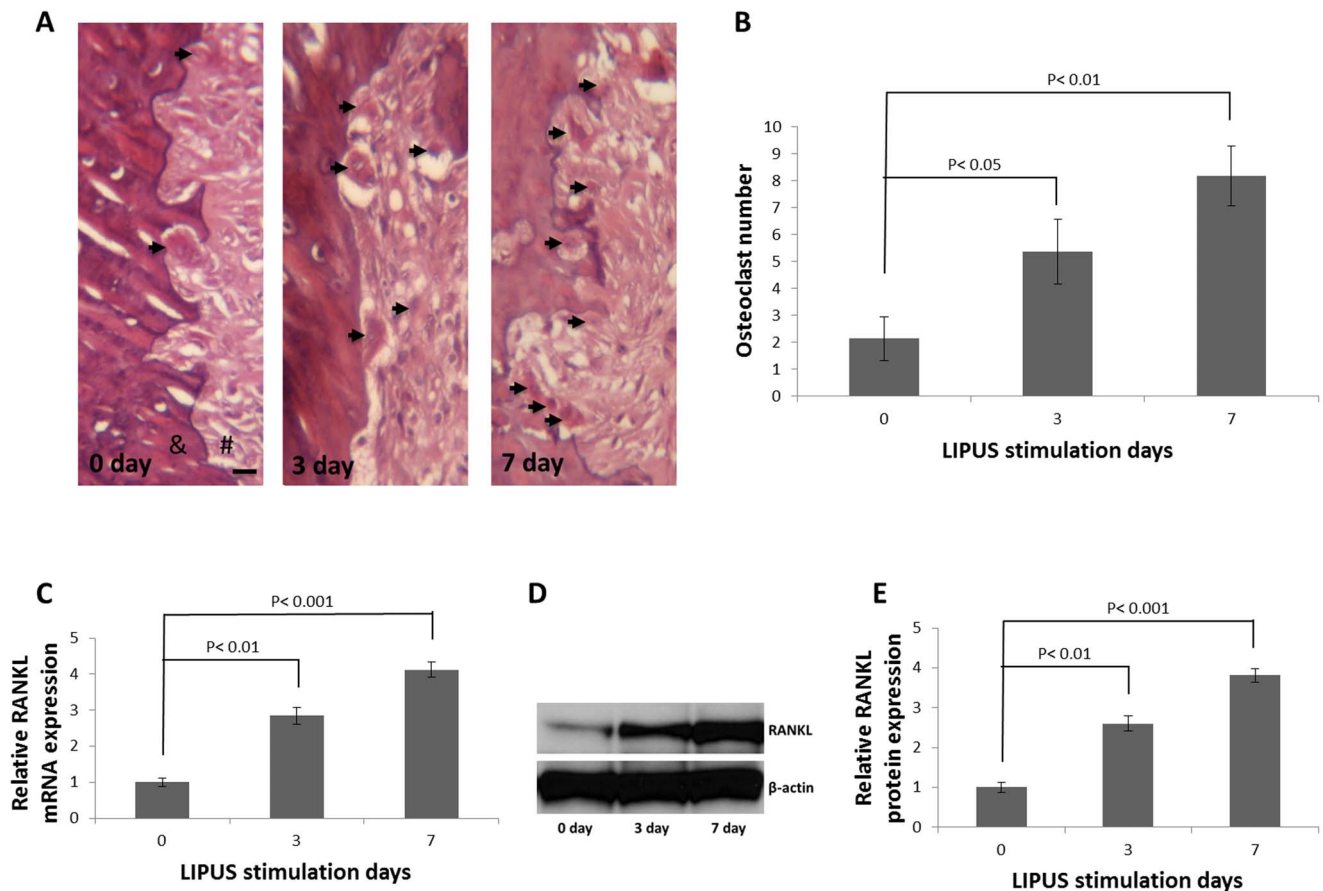 A
0 day
&
#
3 day
7 day
B
P< 0.01
P< 0.05
Osteoclast number
10
9
8
7
6
5
4
3
2
1
0
0 3 7
LIPUS stimulation days
C
P< 0.001
P< 0.01
Relative RANKL
mRNA expression
5
4
3
2
1
0
0 3 7
LIPUS stimulation days
D
RANKL
β-actin
0 day 3 day 7 day
E
P< 0.001
P< 0.01
Relative RANKL
protein expression
5
4
3
2
1
0
0 3 7
LIPUS stimulation days